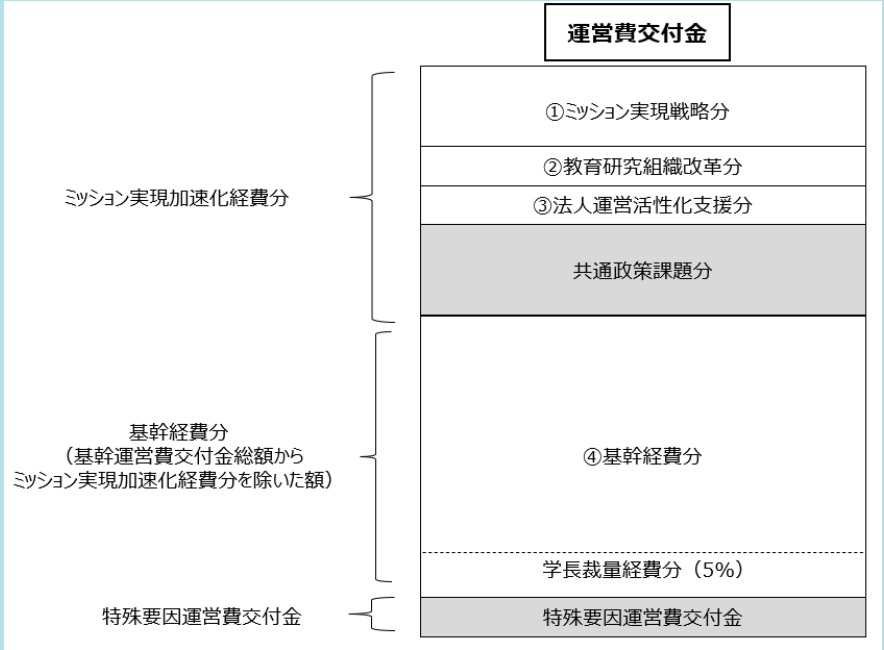 運営費交付金
①ミッション実現戦略分
②教育研究組織改革分
③法人運営活性化支援分
共通政策課題分
ミッション実現加速化経費分
④基幹経費分
学長裁量経費分（5%）
基幹経費分
（基幹運営費交付金総額から
ミッション実現加速化経費分を除いた額）
特殊要因運営費交付金
特殊要因運営費交付金